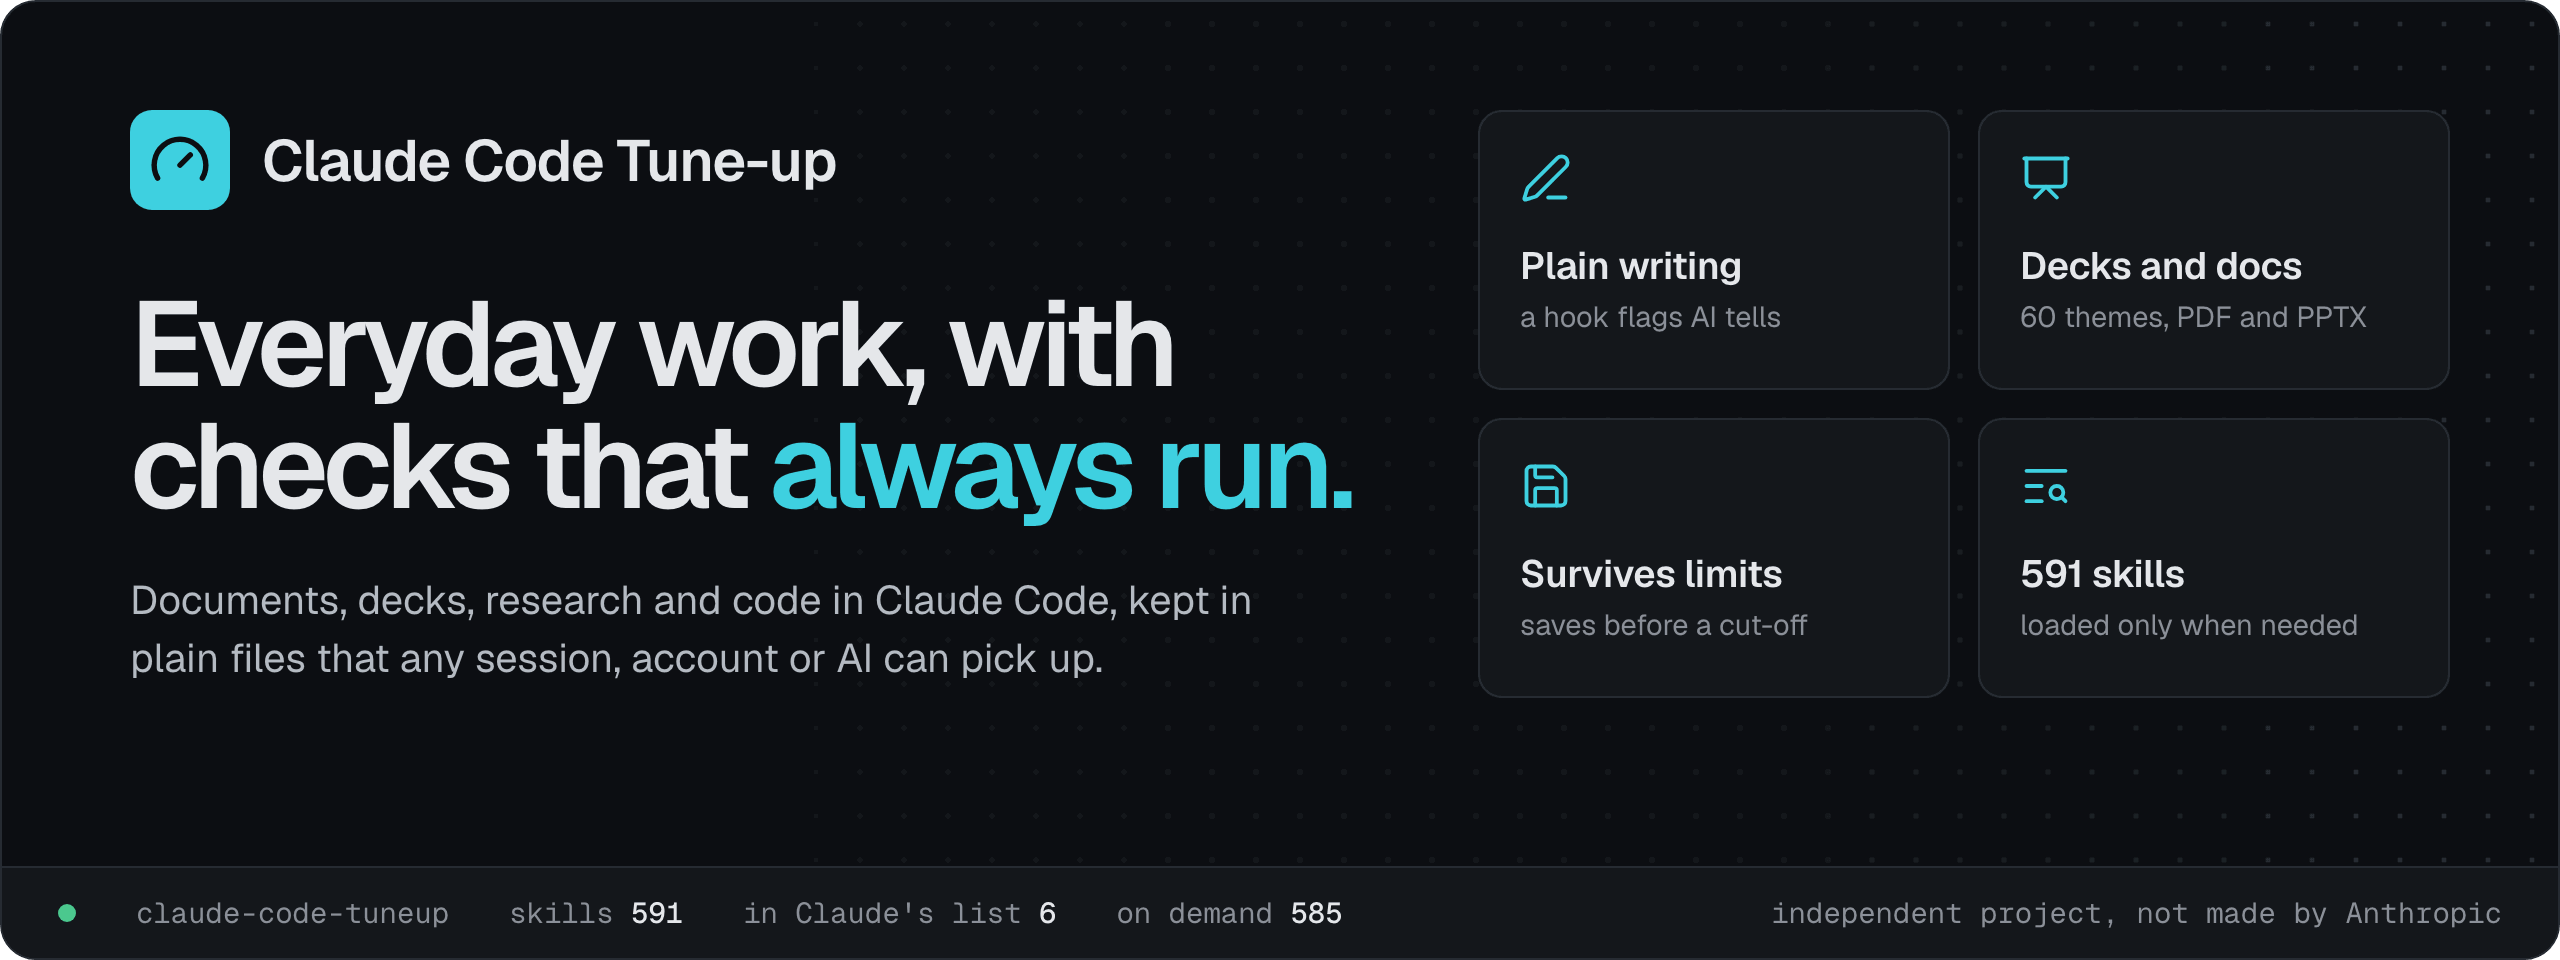 Claude Code Tune-up
Everyday work, with
checks that always run.
Documents, decks, research and code in Claude Code, kept in
plain files that any session, account or AI can pick up.
Plain writing
a hook flags AI tells
Decks and docs
60 themes, PDF and PPTX
Survives limits
saves before a cut-off
591 skills
loaded only when needed
claude-code-tuneup skills 591 in Claude's list 6 on demand 585 independent project, not made by Anthropic